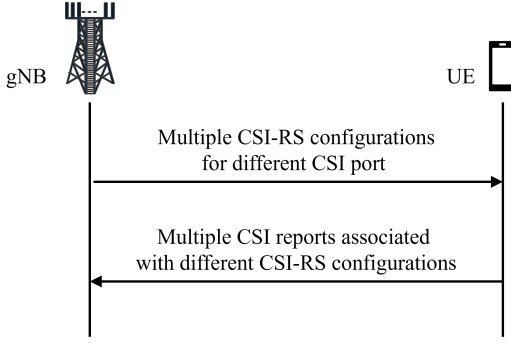 gNB
UE
Multiple CSI-RS configurations
for different CSI port
Multiple CSI reports associated
with different CSI-RS configurations